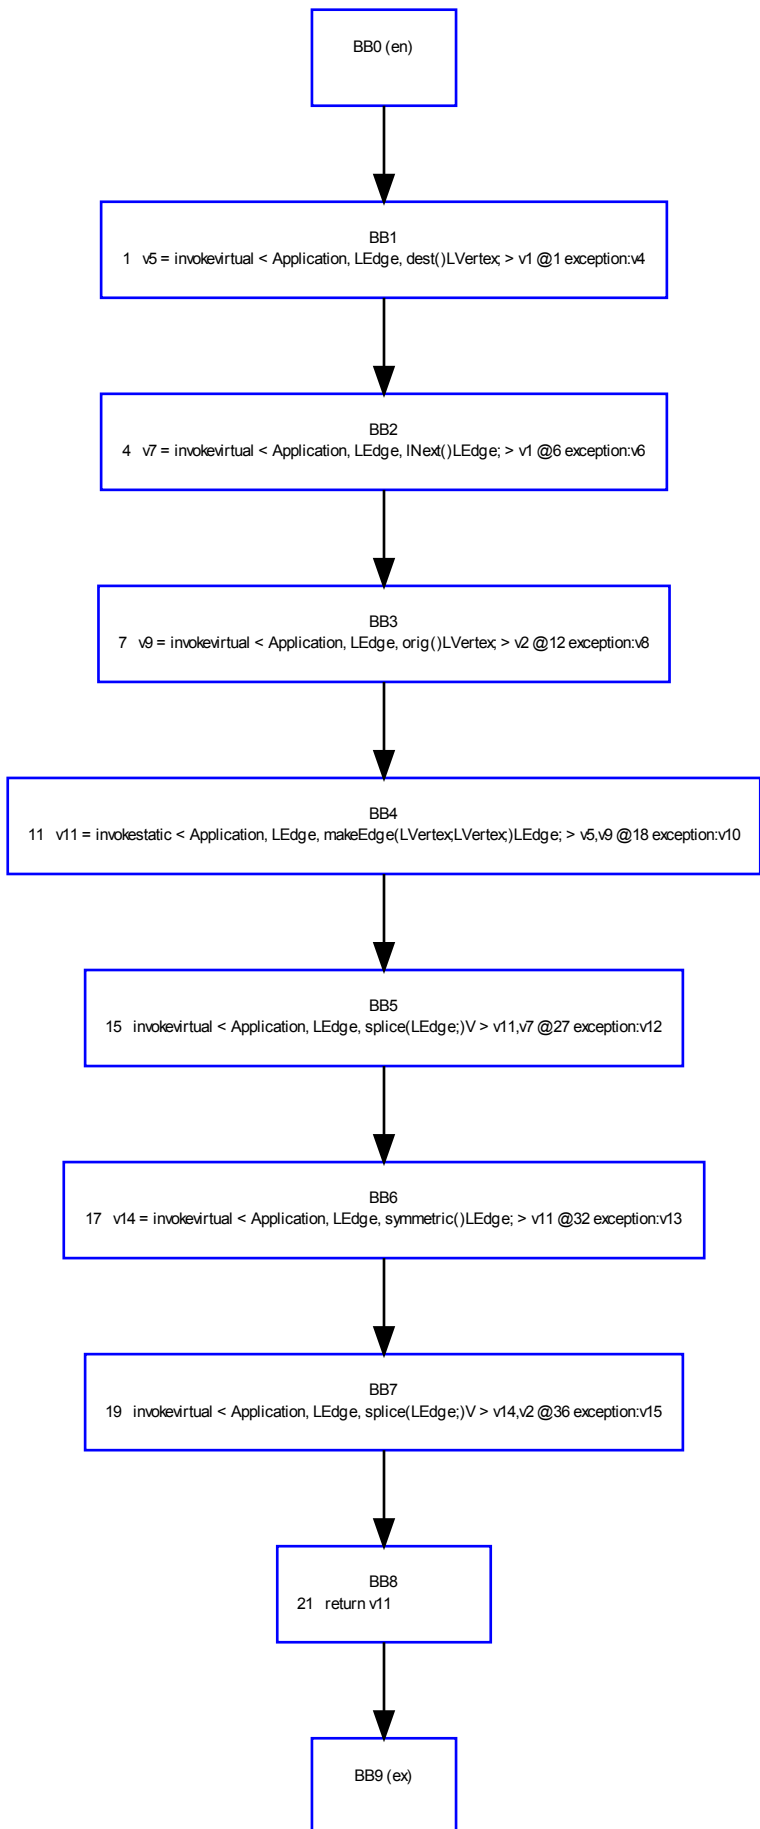 BB0 (en)
BB1
1 v5 = invokevirtual < Application, LEdge, dest()LVertex; > v1 @1 exception:v4
BB2
4 v7 = invokevirtual < Application, LEdge, lNext()LEdge; > v1 @6 exception:v6
BB3
7 v9 = invokevirtual < Application, LEdge, orig()LVertex; > v2 @12 exception:v8
BB4
11 v11 = invokestatic < Application, LEdge, makeEdge(LVertex;LVertex;)LEdge; > v5,v9 @18 exception:v10
BB5
15 invokevirtual < Application, LEdge, splice(LEdge;)V > v11,v7 @27 exception:v12
BB6
17 v14 = invokevirtual < Application, LEdge, symmetric()LEdge; > v11 @32 exception:v13
BB7
19 invokevirtual < Application, LEdge, splice(LEdge;)V > v14,v2 @36 exception:v15
BB8
21 return v11
BB9 (ex)